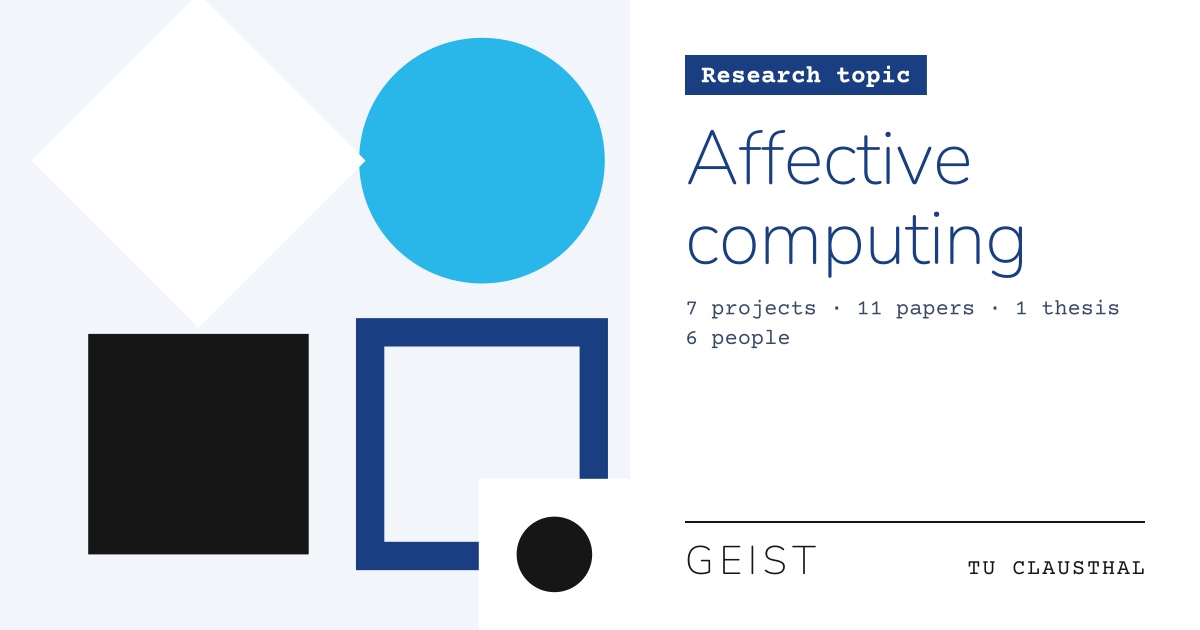 Research topic
Affective
computing
7 projects · 11 papers · 1 thesis
6 people
GEIST
TU CLAUSTHAL